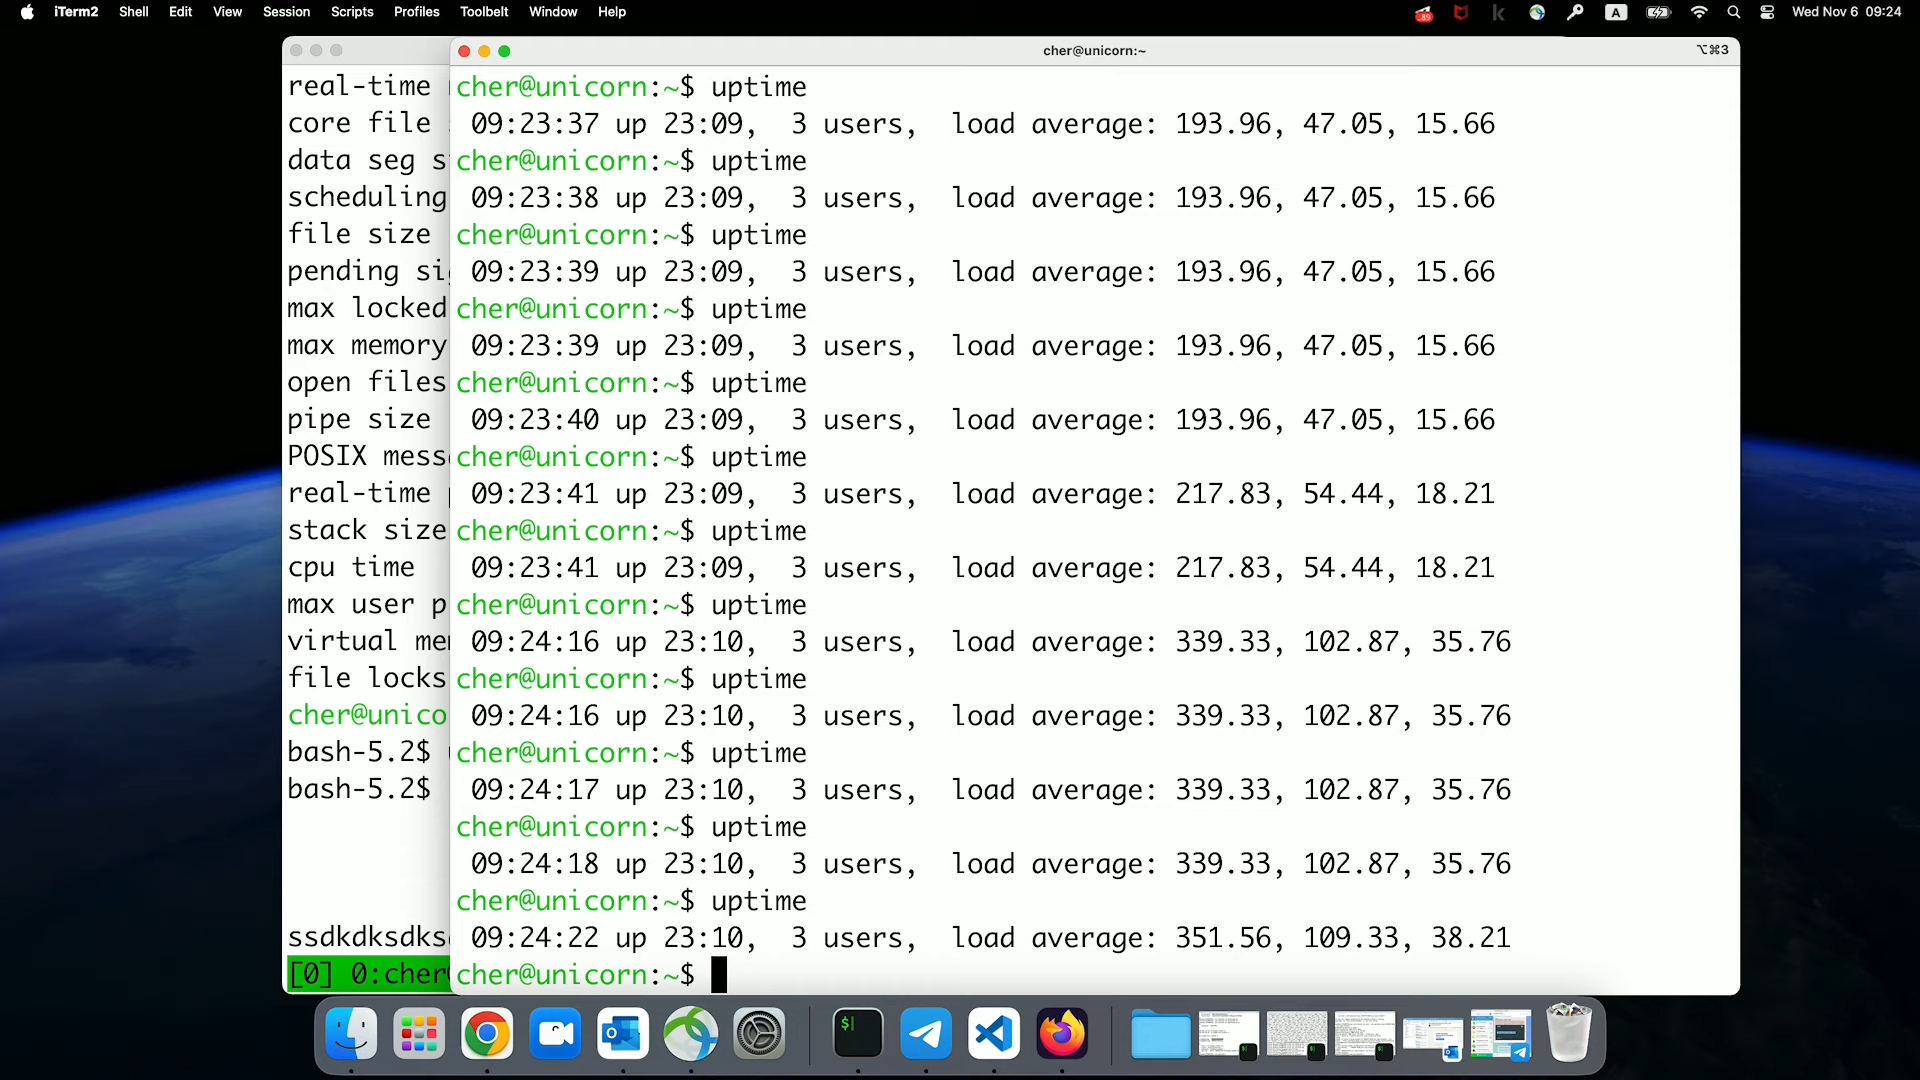 iTerm2 Shell Edit View Session Scripts Profiles Toolbelt Window Help A Wed Nov 6 09:24
cher@unicorn:~ ⌥⌘3
real-time
core file
data seg
scheduling
file size
pending
max locked
max memory
open files
pipe size
POSIX
real-time
stack size
cpu time
max user
virtual
file locks
bash-5.2$
bash-5.2$
[0] 0:cher
cher@unicorn:~$ uptime
09:23:37 up 23:09, 3 users, load average: 193.96, 47.05, 15.66
cher@unicorn:~$ uptime
09:23:38 up 23:09, 3 users, load average: 193.96, 47.05, 15.66
cher@unicorn:~$ uptime
09:23:39 up 23:09, 3 users, load average: 193.96, 47.05, 15.66
cher@unicorn:~$ uptime
09:23:39 up 23:09, 3 users, load average: 193.96, 47.05, 15.66
cher@unicorn:~$ uptime
09:23:40 up 23:09, 3 users, load average: 193.96, 47.05, 15.66
cher@unicorn:~$ uptime
09:23:41 up 23:09, 3 users, load average: 217.83, 54.44, 18.21
cher@unicorn:~$ uptime
09:23:41 up 23:09, 3 users, load average: 217.83, 54.44, 18.21
cher@unicorn:~$ uptime
09:24:16 up 23:10, 3 users, load average: 339.33, 102.87, 35.76
cher@unicorn:~$ uptime
09:24:16 up 23:10, 3 users, load average: 339.33, 102.87, 35.76
cher@unicorn:~$ uptime
09:24:17 up 23:10, 3 users, load average: 339.33, 102.87, 35.76
cher@unicorn:~$ uptime
09:24:18 up 23:10, 3 users, load average: 339.33, 102.87, 35.76
cher@unicorn:~$ uptime
09:24:22 up 23:10, 3 users, load average: 351.56, 109.33, 38.21
cher@unicorn:~$